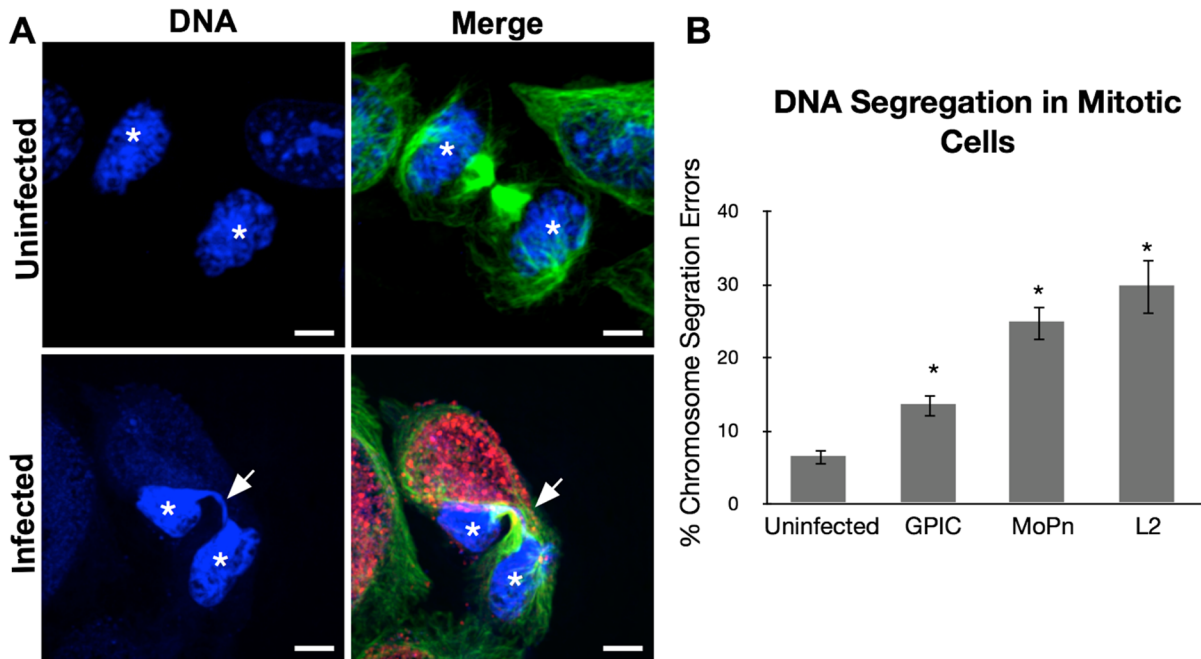 A
DNA
Merge
Uninfected
*
*
*
*
Infected
*
*
*
*
B
DNA Segregation in Mitotic
Cells
% Chromosome Segration Errors
40
30
20
10
0
*
*
*
Uninfected
GPIC
MoPn
L2